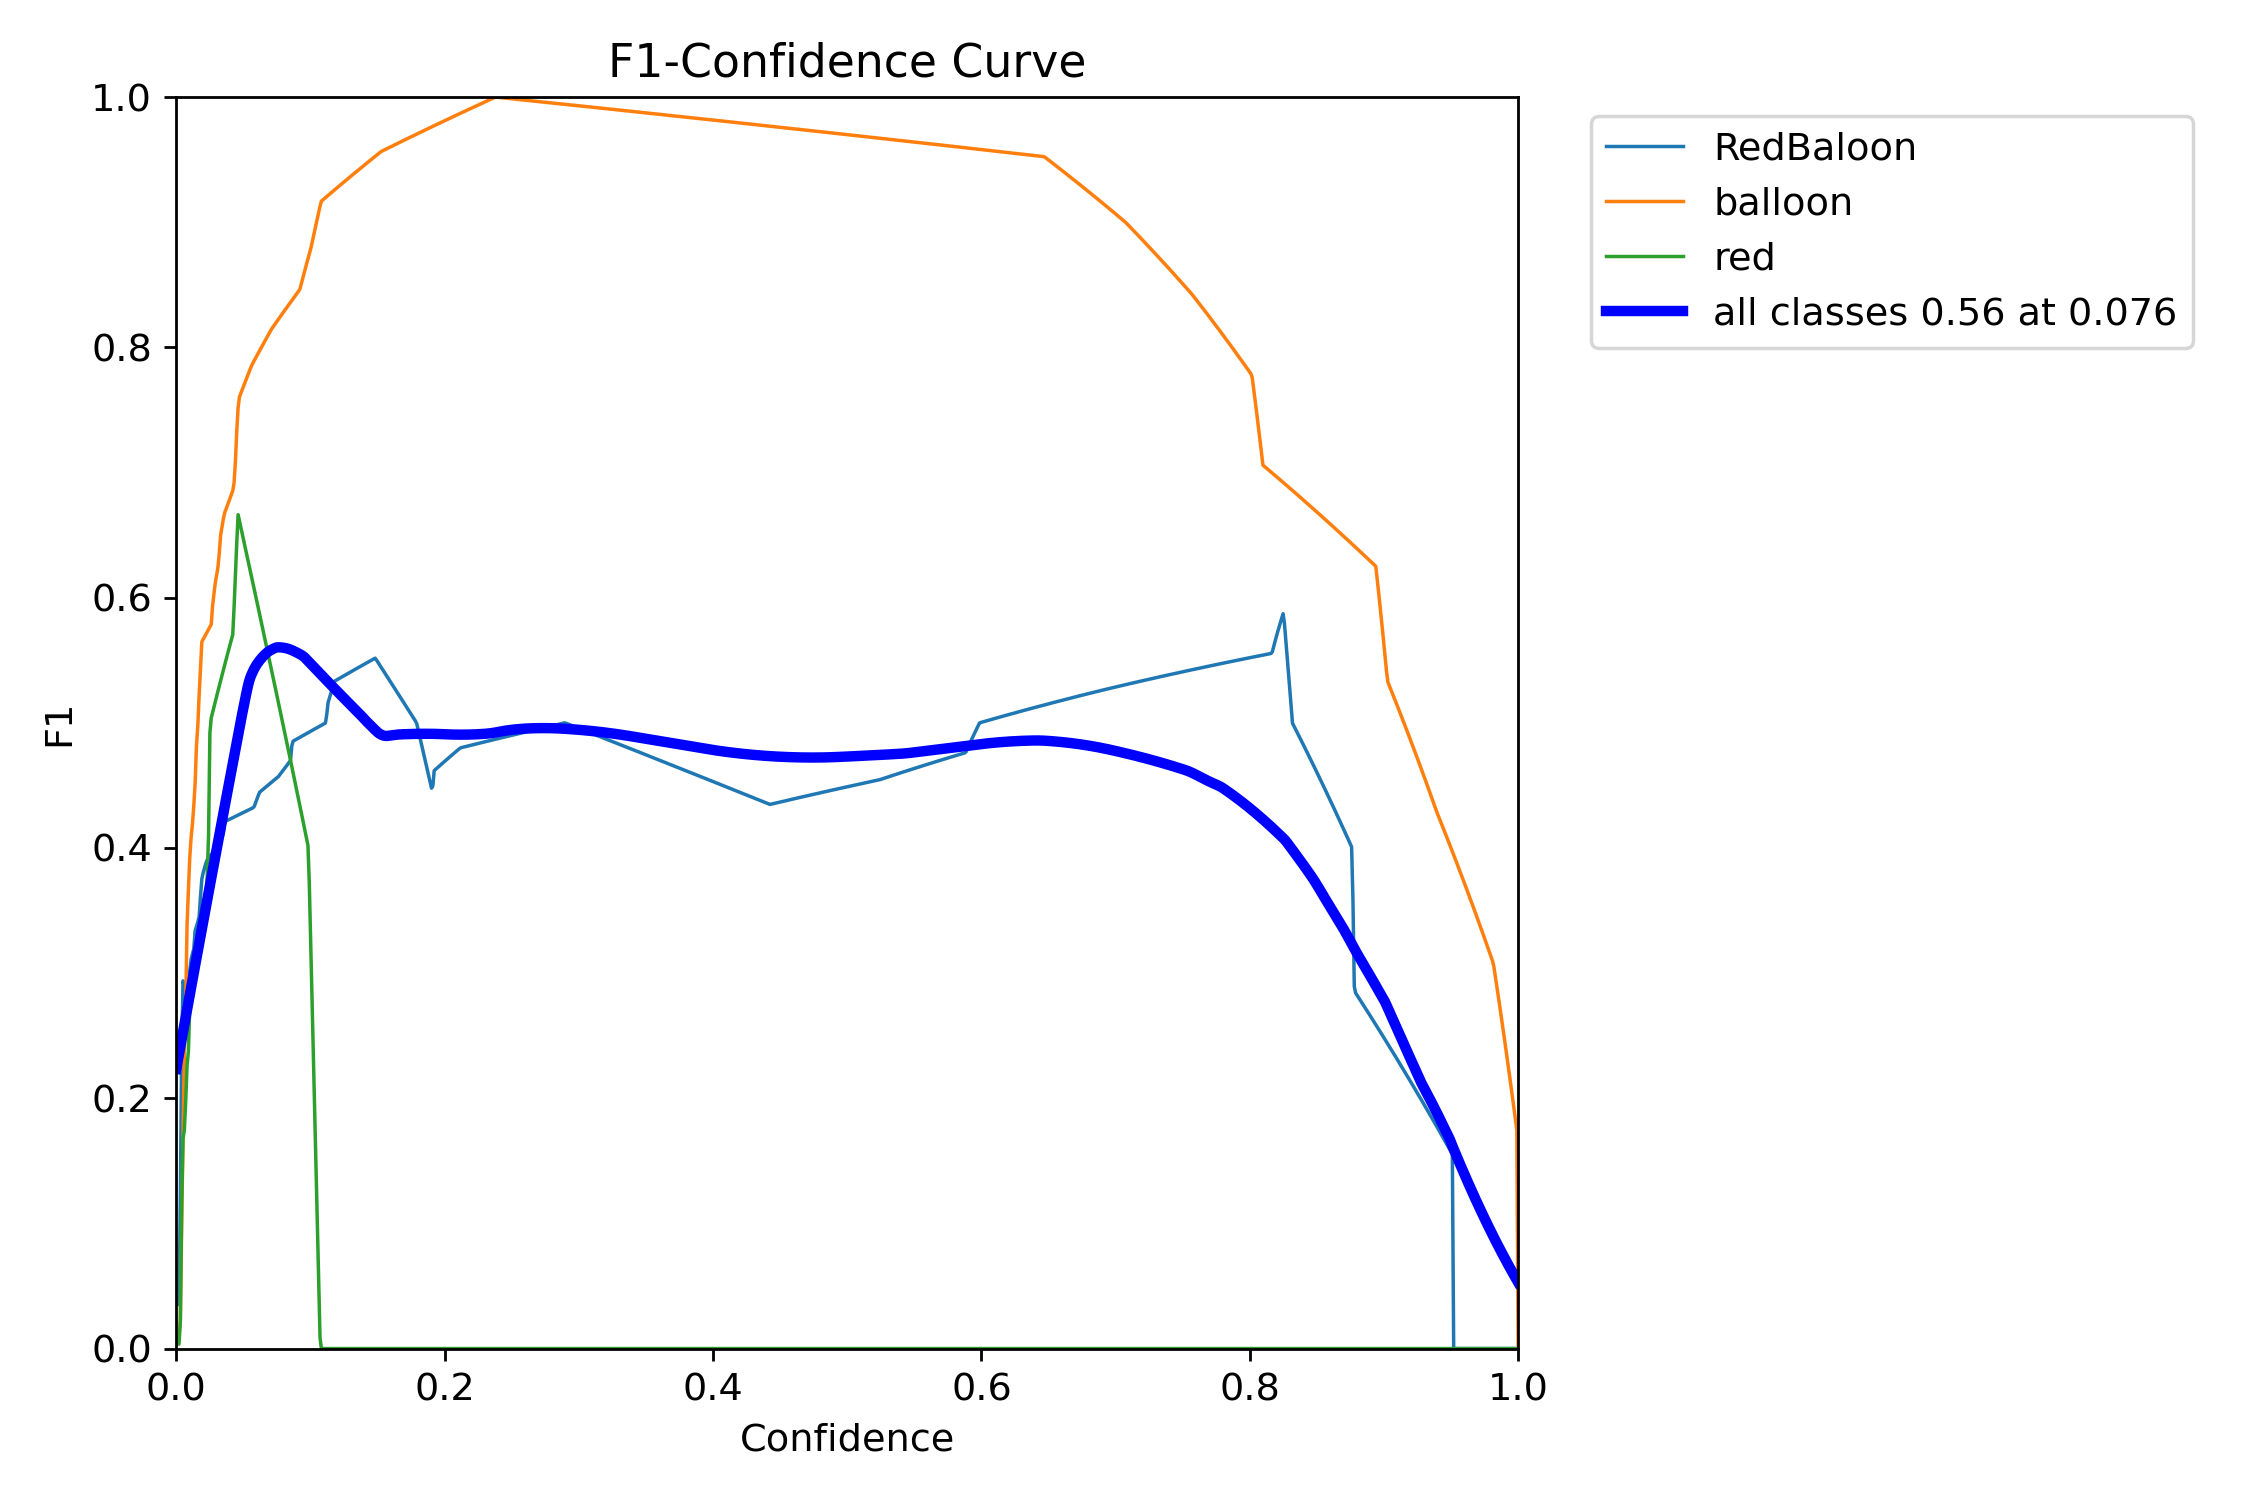 F1-Confidence Curve
1.0
0.8
0.6
0.4
0.2
0.0
F1
0.0 0.2 0.4 0.6 0.8 1.0
Confidence
RedBaloon
balloon
red
all classes 0.56 at 0.076